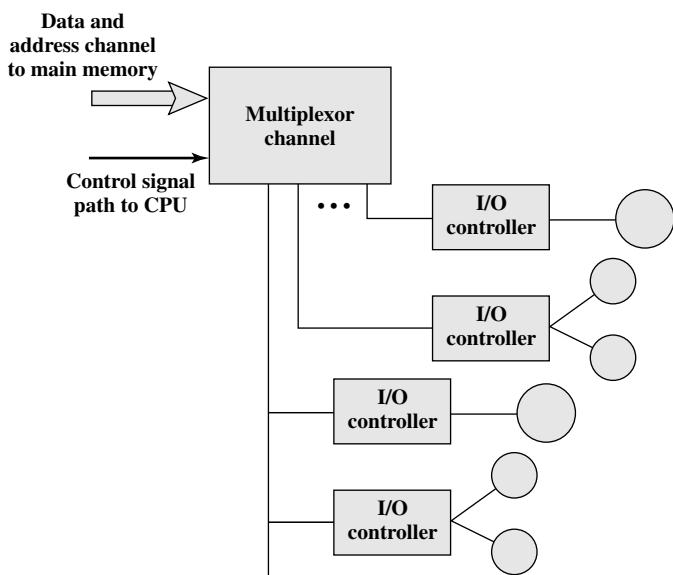 Data and
address channel
to main memory
Multiplexor
channel
Control signal
path to CPU
I/O
controller
I/O
controller
I/O
controller
I/O
controller